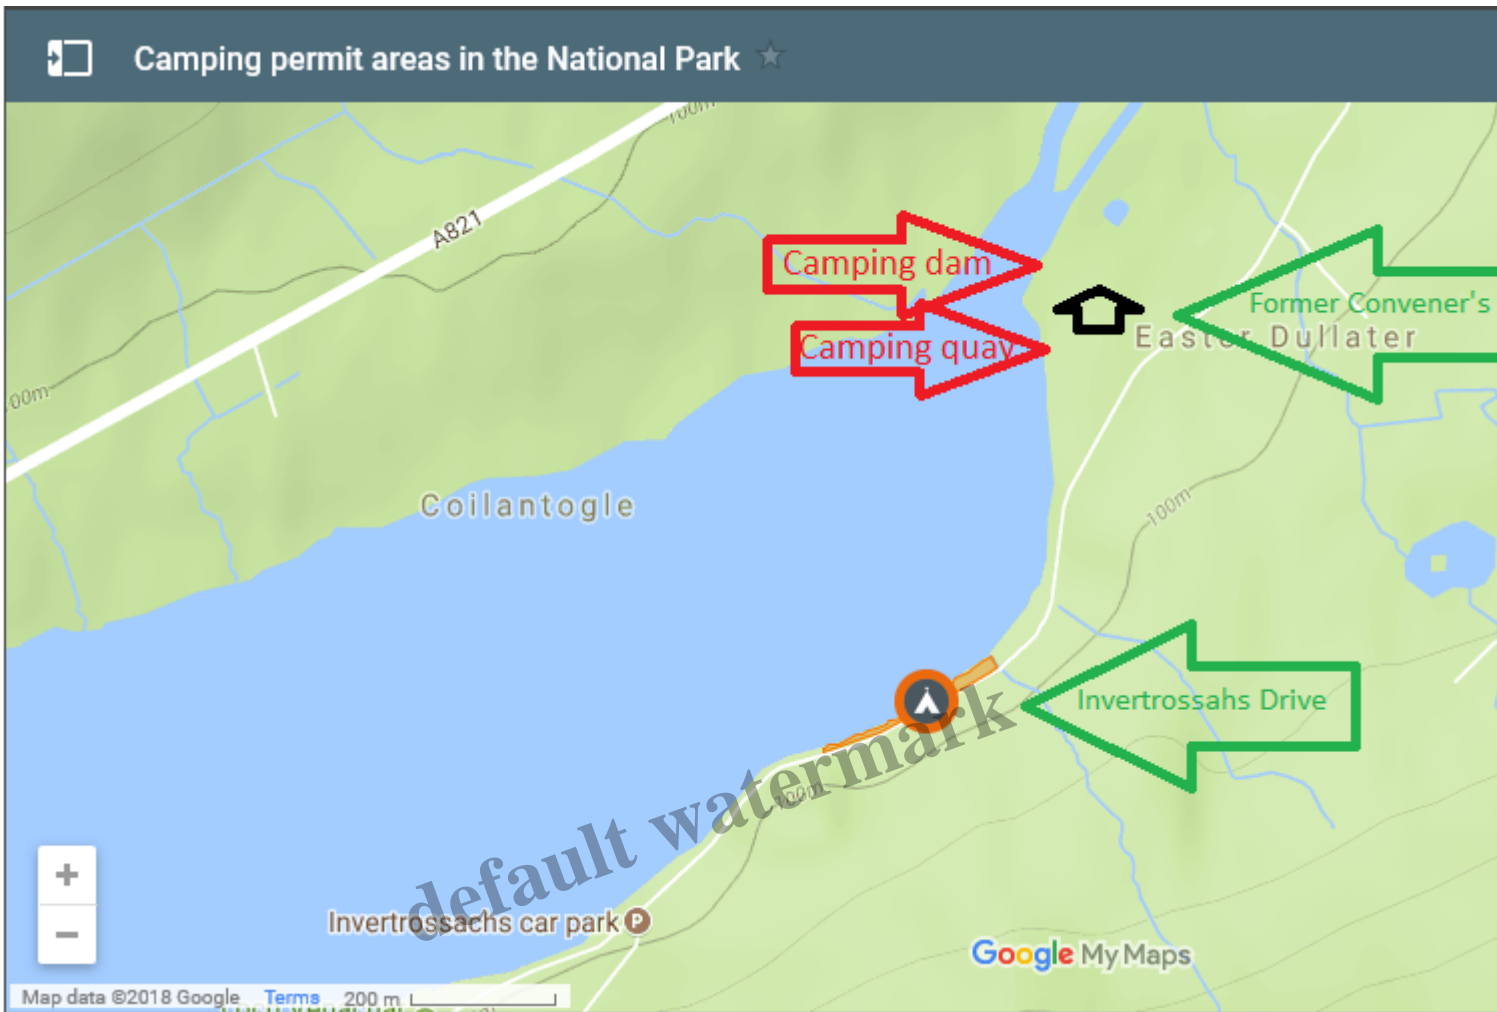 Camping permit areas in the National Park
100m
A821
Camping dam
Former Convener's
Easter Dullater
Camping quay
00m
Coilantogle
100m
Invertrossahs Drive
100m
default watermark
+
−
Invertrossachs car park P
Google My Maps
Map data ©2018 Google Terms 200 m